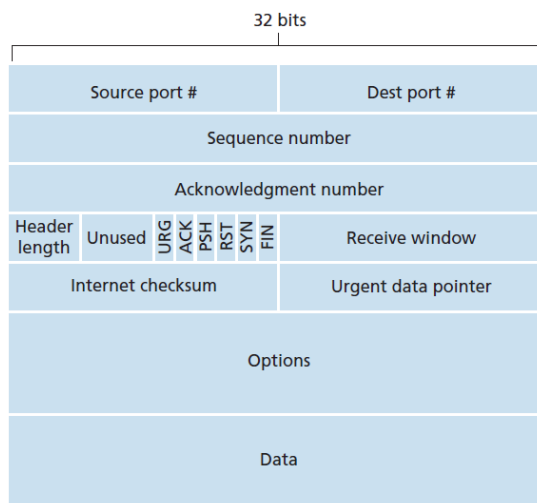 32 bits
Source port # Dest port #
Sequence number
Acknowledgment number
Header length Unused URG ACK PSH RST SYN FIN Receive window
Internet checksum Urgent data pointer
Options
Data